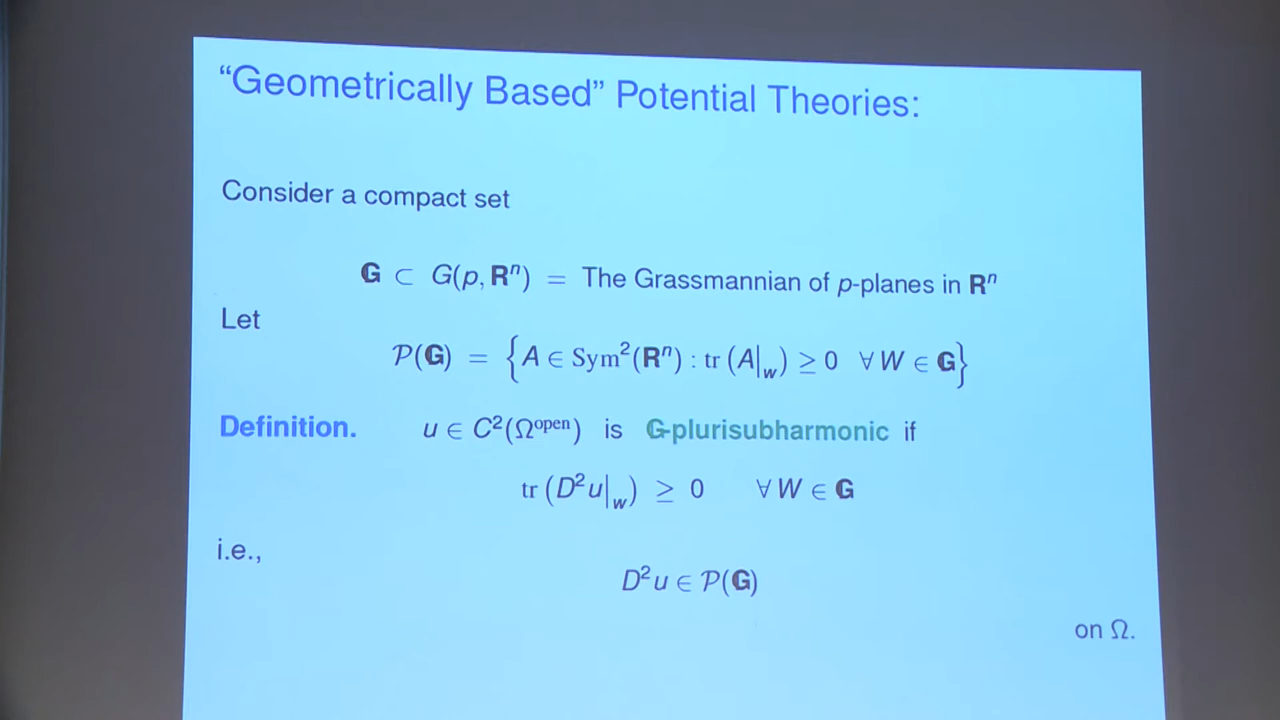 “Geometrically Based” Potential Theories:
Consider a compact set
𝐆 ⊂ G(p, 𝐑ⁿ) = The Grassmannian of p-planes in 𝐑ⁿ
Let
𝒫(𝐆) = {A ∈ Sym²(𝐑ⁿ) : tr (A|_W) ≥ 0 ∀ W ∈ 𝐆}
Definition. u ∈ C²(Ω^open) is 𝐆-plurisubharmonic if
tr (D²u|_W) ≥ 0 ∀ W ∈ 𝐆
i.e.,
D²u ∈ 𝒫(𝐆)
on Ω.